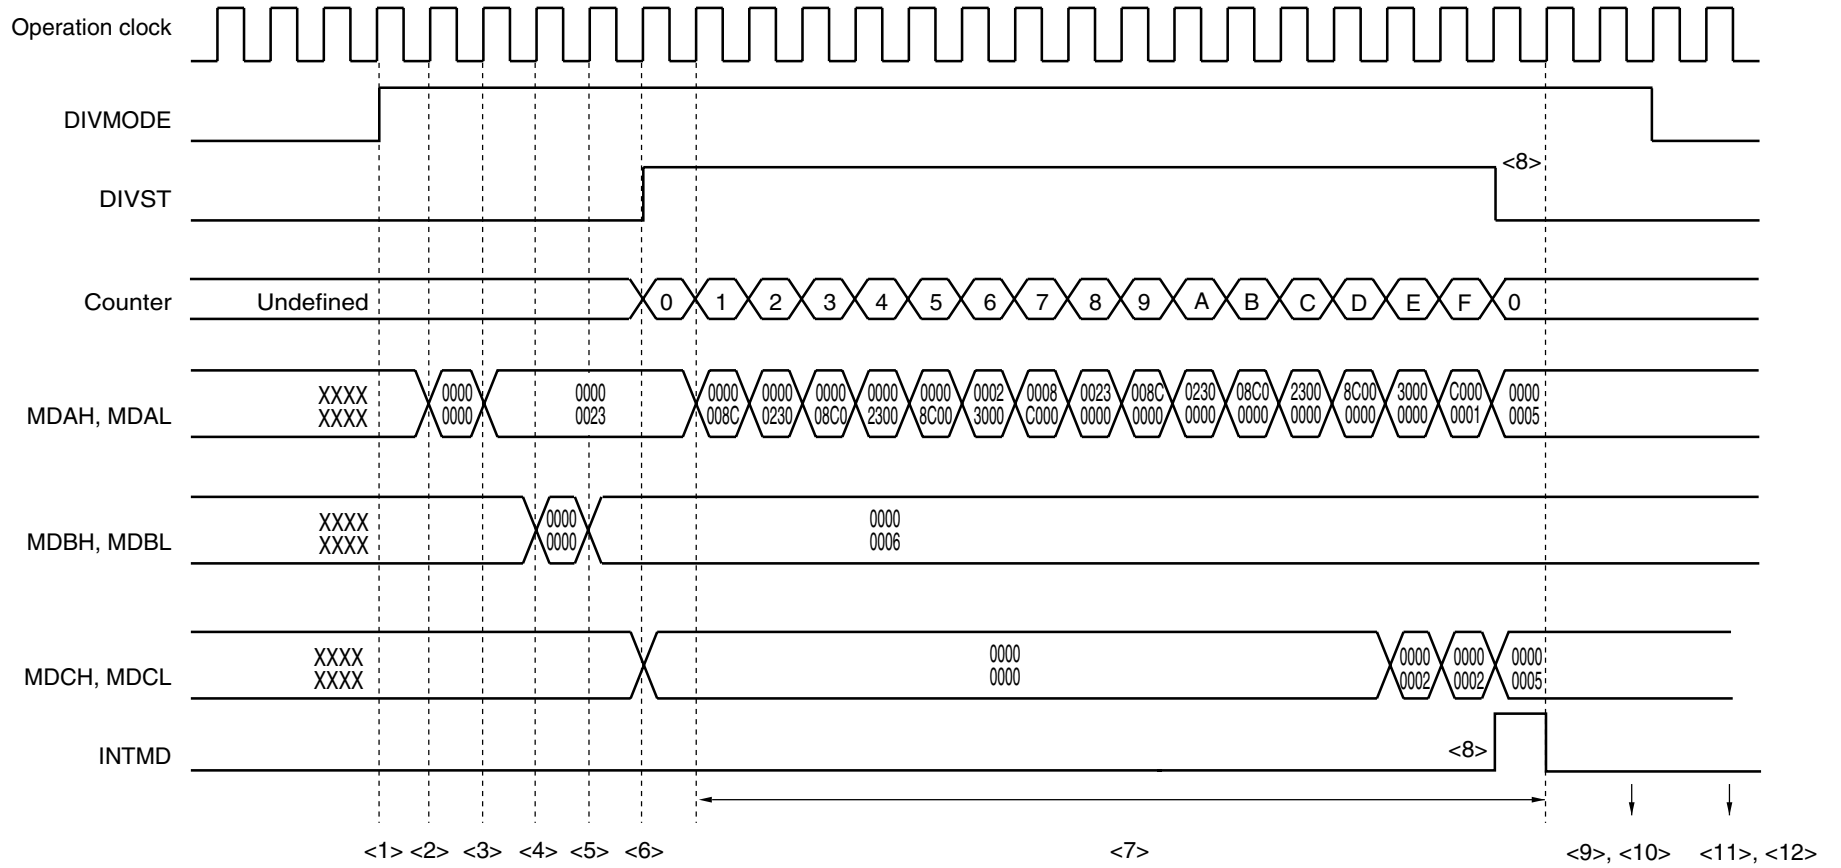 Operation clock
DIVMODE
<8>
DIVST
Counter Undefined 0 1 2 3 4 5 6 7 8 9 A B C D E F 0
XXXX 0000 0000 0000 0000 0000 0000 0000 0002 0008 0023 008C 0230 08C0 2300 8C00 3000 C000 0000
MDAH, MDAL
XXXX 0000 0023 008C 0230 08C0 2300 8C00 3000 C000 0000 0000 0000 0000 0000 0000 0000 0001 0005
XXXX 0000 0000
MDBH, MDBL
XXXX 0000 0006
XXXX 0000 0000 0000 0000
MDCH, MDCL
XXXX 0000 0002 0002 0005
INTMD <8>
<1> <2> <3> <4> <5> <6> <7> <9>, <10> <11>, <12>